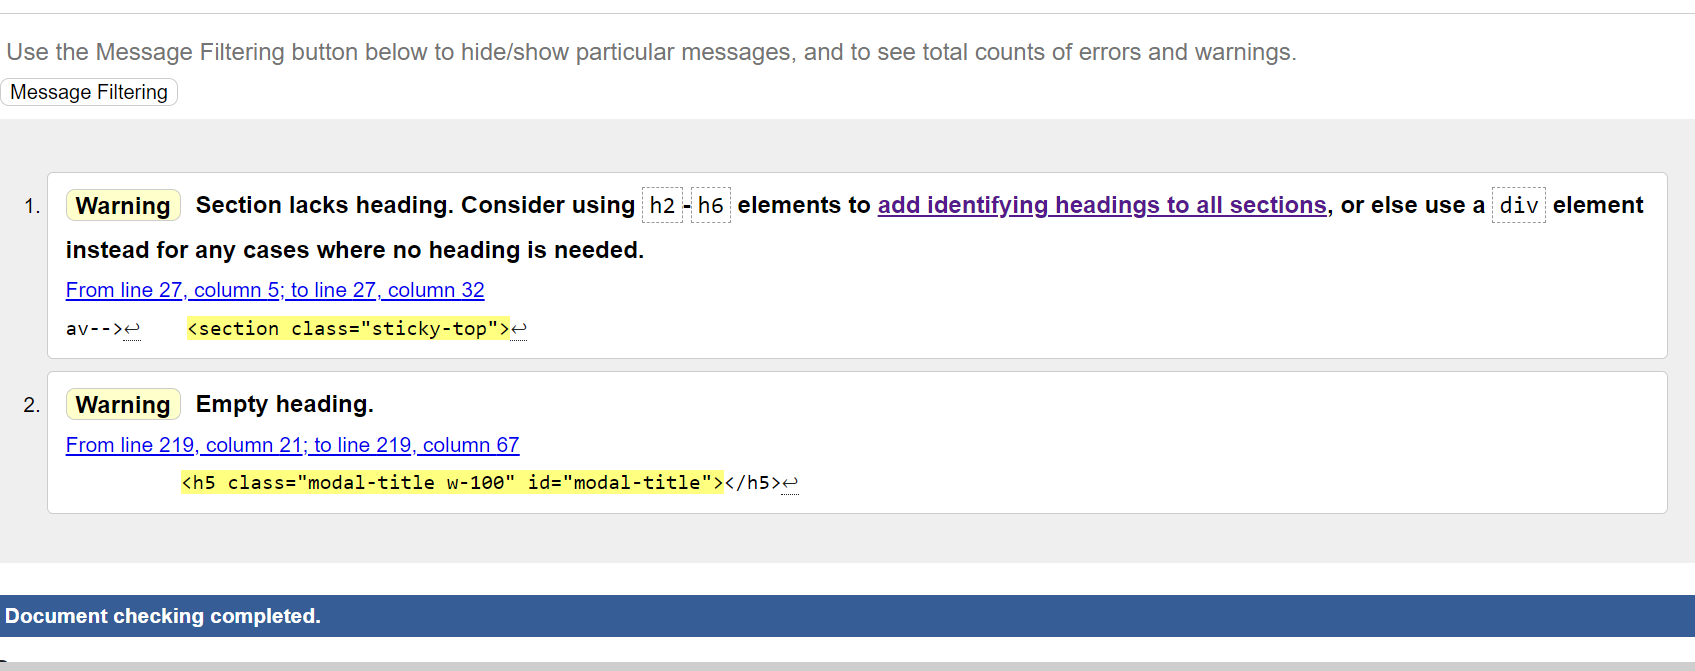 Use the Message Filtering button below to hide/show particular messages, and to see total counts of errors and warnings.
Message Filtering
1. Warning Section lacks heading. Consider using h2-h6 elements to add identifying headings to all sections, or else use a div element
instead for any cases where no heading is needed.
From line 27, column 5; to line 27, column 32
av-->↩    <section class="sticky-top">↩
2. Warning Empty heading.
From line 219, column 21; to line 219, column 67
<h5 class="modal-title w-100" id="modal-title"></h5>↩
Document checking completed.